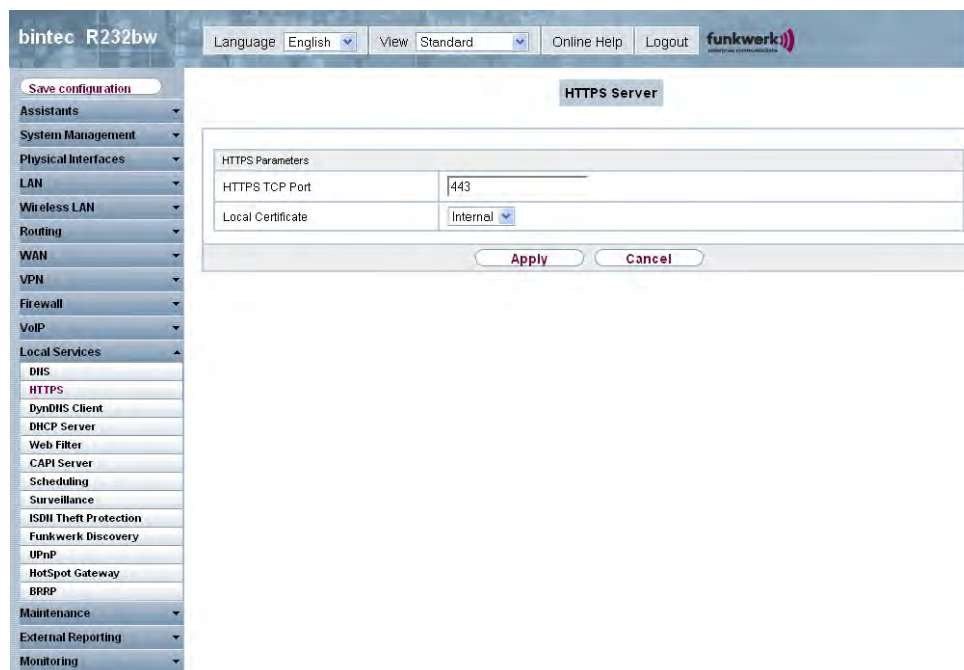 bintec R232bw
Language English View Standard Online Help Logout funkwerk
enterprise communications
Save configuration
Assistants
System Management
Physical Interfaces
LAN
Wireless LAN
Routing
WAN
VPN
Firewall
VoIP
Local Services
DNS
HTTPS
DynDNS Client
DHCP Server
Web Filter
CAPI Server
Scheduling
Surveillance
ISDN Theft Protection
Funkwerk Discovery
UPnP
HotSpot Gateway
BRRP
Maintenance
External Reporting
Monitoring
HTTPS Server
HTTPS Parameters
HTTPS TCP Port 443
Local Certificate Internal
Apply Cancel